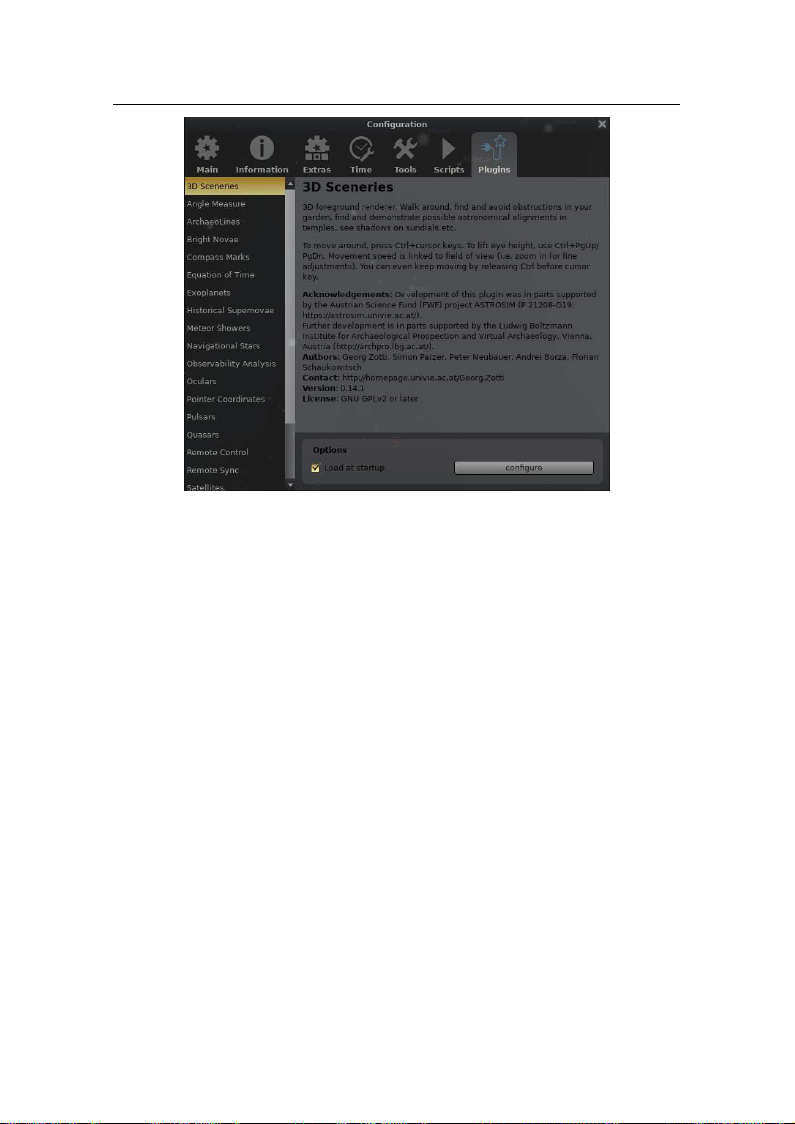 Configuration
Main Information Extras Time Tools Scripts Plugins
3D Sceneries
Angle Measure
ArchaeoLines
Bright Novae
Compass Marks
Equation of Time
Exoplanets
Historical Supernovae
Meteor Showers
Navigational Stars
Observability Analysis
Oculars
Pointer Coordinates
Pulsars
Quasars
Remote Control
Remote Sync
Satellites
3D Sceneries
3D foreground renderer. Walk around, find and avoid obstructions in your
garden, find and demonstrate possible astronomical alignments in
temples, see shadows on sundials etc.
To move around, press Ctrl+cursor keys. To lift eye height, use Ctrl+PgUp/
PgDn. Movement speed is linked to field of view (i.e. zoom in for fine
adjustments). You can even keep moving by releasing Ctrl before cursor
key.
Acknowledgements: Development of this plugin was in parts supported
by the Austrian Science Fund (FWF) project ASTROSIM (P 21208-G19,
https://astrosim.univie.ac.at/).
Further development is in parts supported by the Ludwig Boltzmann
Institute for Archaeological Prospection and Virtual Archaeology, Vienna,
Austria (http://archpro.lbg.ac.at/).
Authors: Georg Zotti, Simon Parzer, Peter Neubauer, Andrei Borza, Florian
Schaukowitsch
Contact: http://homepage.univie.ac.at/Georg.Zotti
Version: 0.14.1
License: GNU GPLv2 or later
Options
Load at startup
configure